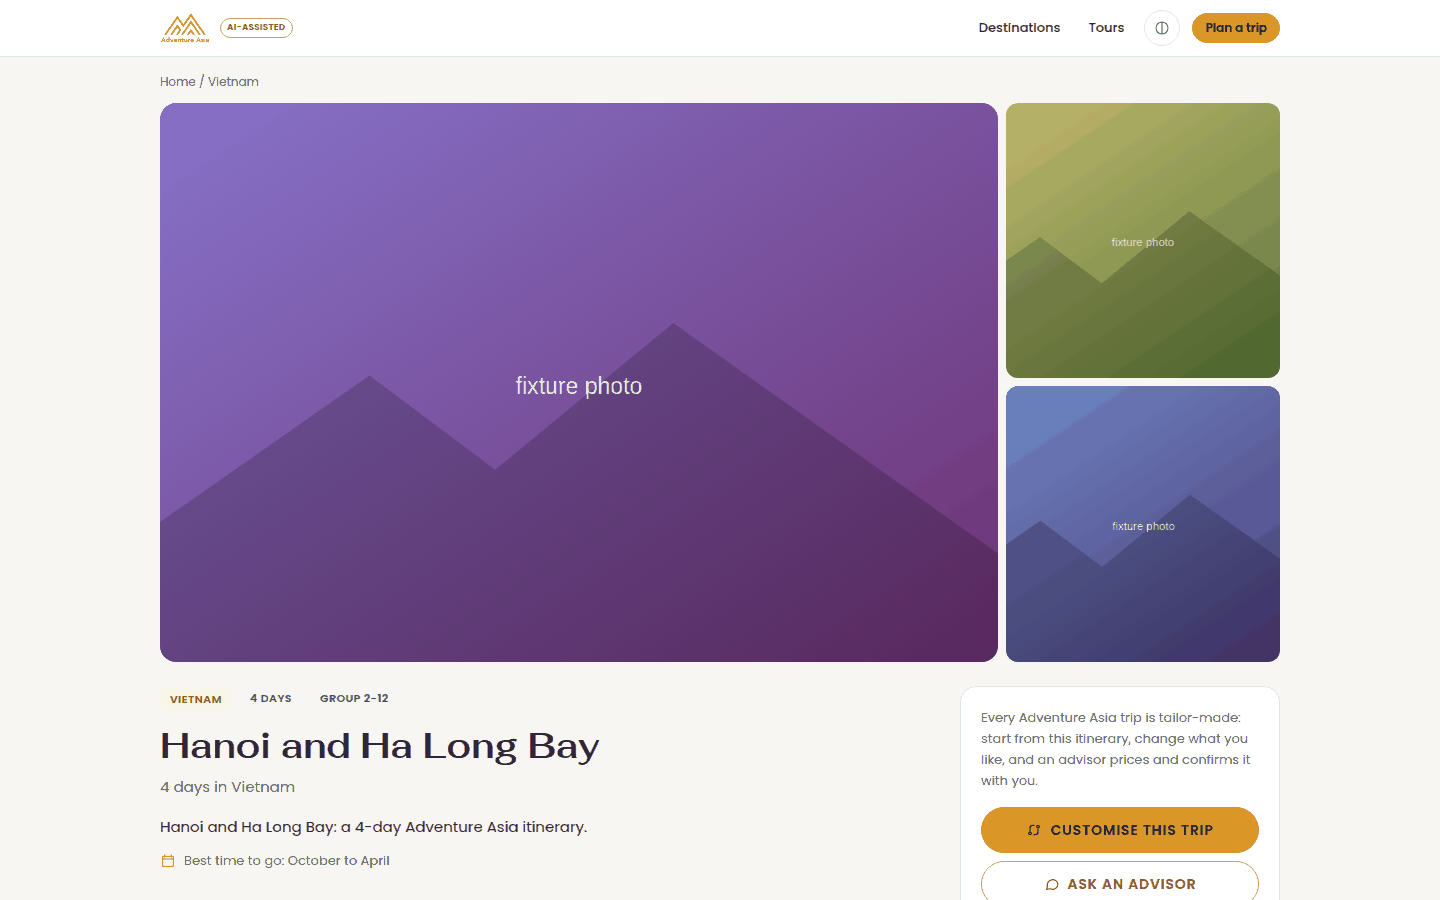 Adventure Asia
AI-ASSISTED
Destinations
Tours
Plan a trip
Home / Vietnam
fixture photo
fixture photo
fixture photo
VIETNAM
4 DAYS
GROUP 2-12
Hanoi and Ha Long Bay
4 days in Vietnam
Hanoi and Ha Long Bay: a 4-day Adventure Asia itinerary.
Best time to go: October to April
Every Adventure Asia trip is tailor-made:
start from this itinerary, change what you
like, and an advisor prices and confirms it
with you.
CUSTOMISE THIS TRIP
ASK AN ADVISOR